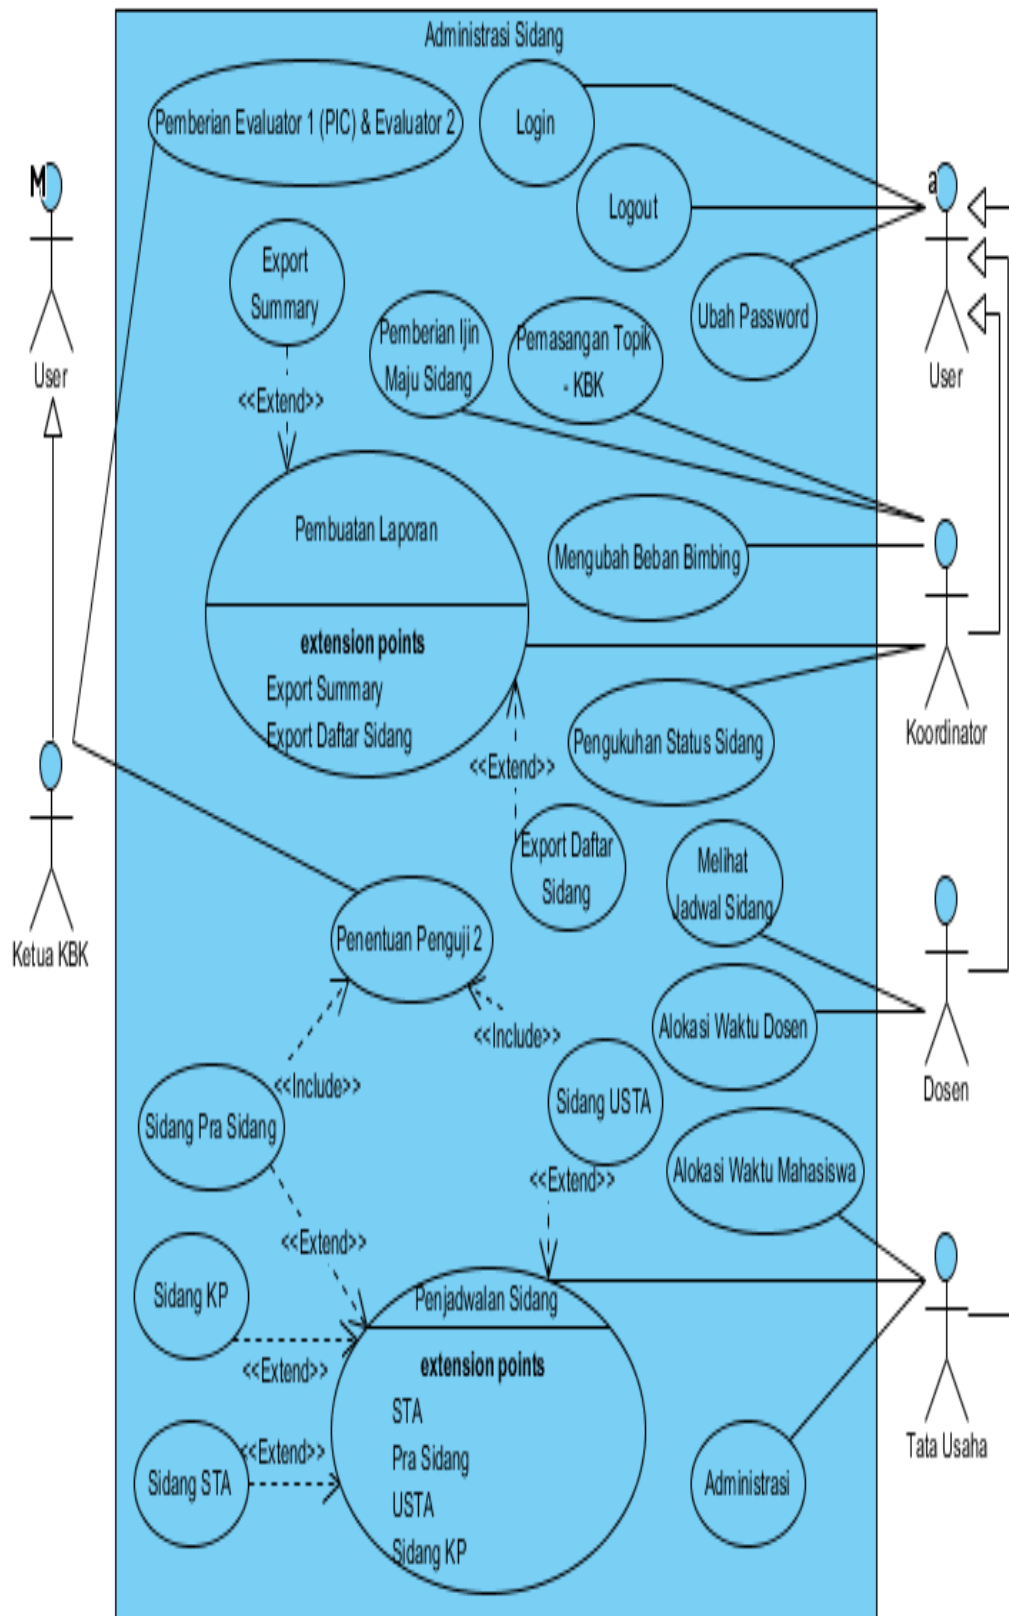 Administrasi Sidang
Pemberian Evaluator 1 (PIC) & Evaluator 2
Login
M
a
Logout
Export
Summary
Ubah Password
Pemberian Ijin
Maju Sidang
Pemasangan Topik
- KBK
User
User
<<Extend>>
Pembuatan Laporan
extension points
Export Summary
Export Daftar Sidang
Mengubah Beban Bimbing
Koordinator
Pengukuhan Status Sidang
<<Extend>>
Export Daftar
Sidang
Melihat
Jadwal Sidang
Ketua KBK
Penentuan Penguji 2
Alokasi Waktu Dosen
<<Include>>
<<Include>>
Dosen
Sidang USTA
Sidang Pra Sidang
Alokasi Waktu Mahasiswa
<<Extend>>
<<Extend>>
Sidang KP
Penjadwalan Sidang
extension points
STA
Pra Sidang
USTA
Sidang KP
<<Extend>>
<<Extend>>
Sidang STA
Administrasi
Tata Usaha